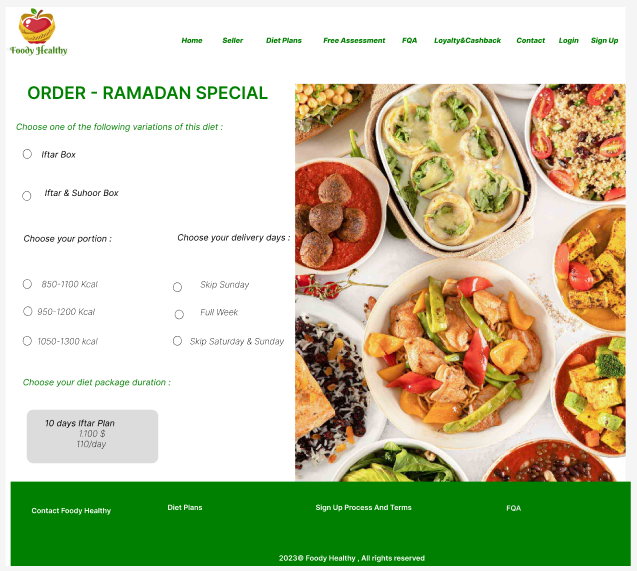 Foody Healthy
Home Seller Diet Plans Free Assessment FQA Loyalty&Cashback Contact Login Sign Up
ORDER - RAMADAN SPECIAL
Choose one of the following variations of this diet :
Iftar Box
Iftar & Suhoor Box
Choose your portion :
Choose your delivery days :
850-1100 Kcal
Skip Sunday
950-1200 Kcal
Full Week
1050-1300 kcal
Skip Saturday & Sunday
Choose your diet package duration :
10 days Iftar Plan
1.100 $
110/day
Contact Foody Healthy
Diet Plans
Sign Up Process And Terms
FQA
2023© Foody Healthy , All rights reserved